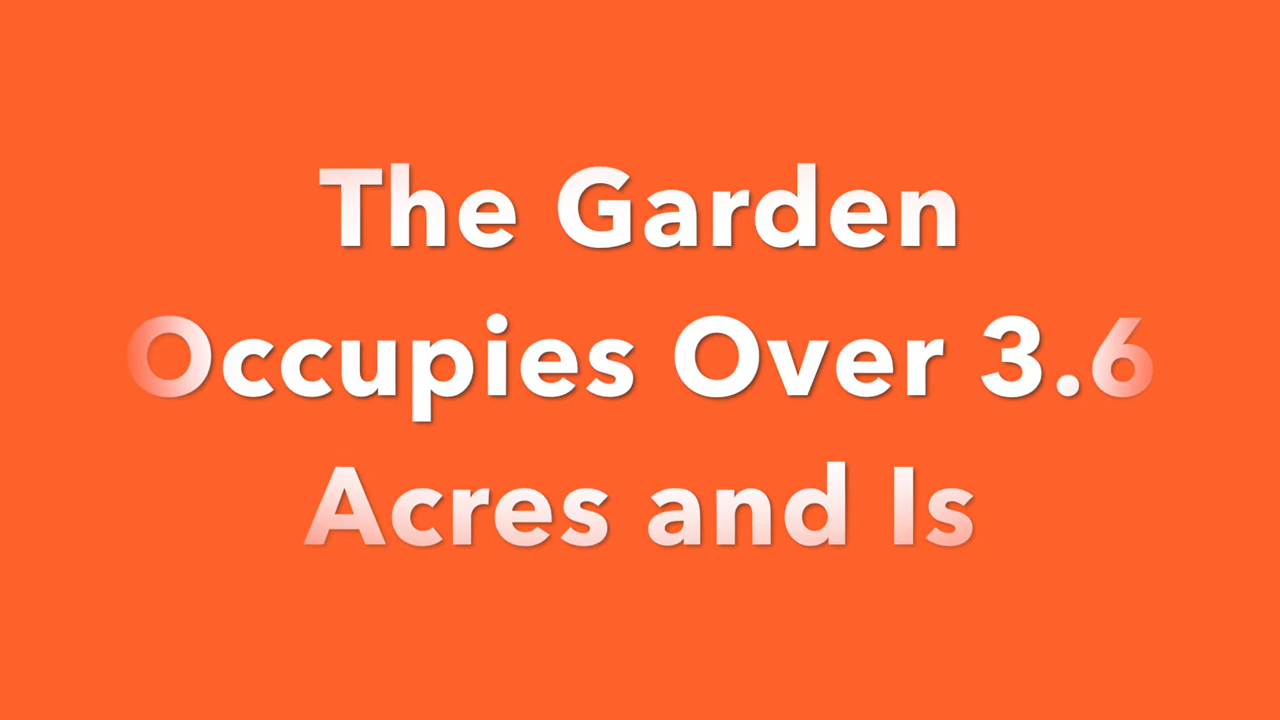 The Garden
Occupies Over 3.6
Acres and Is